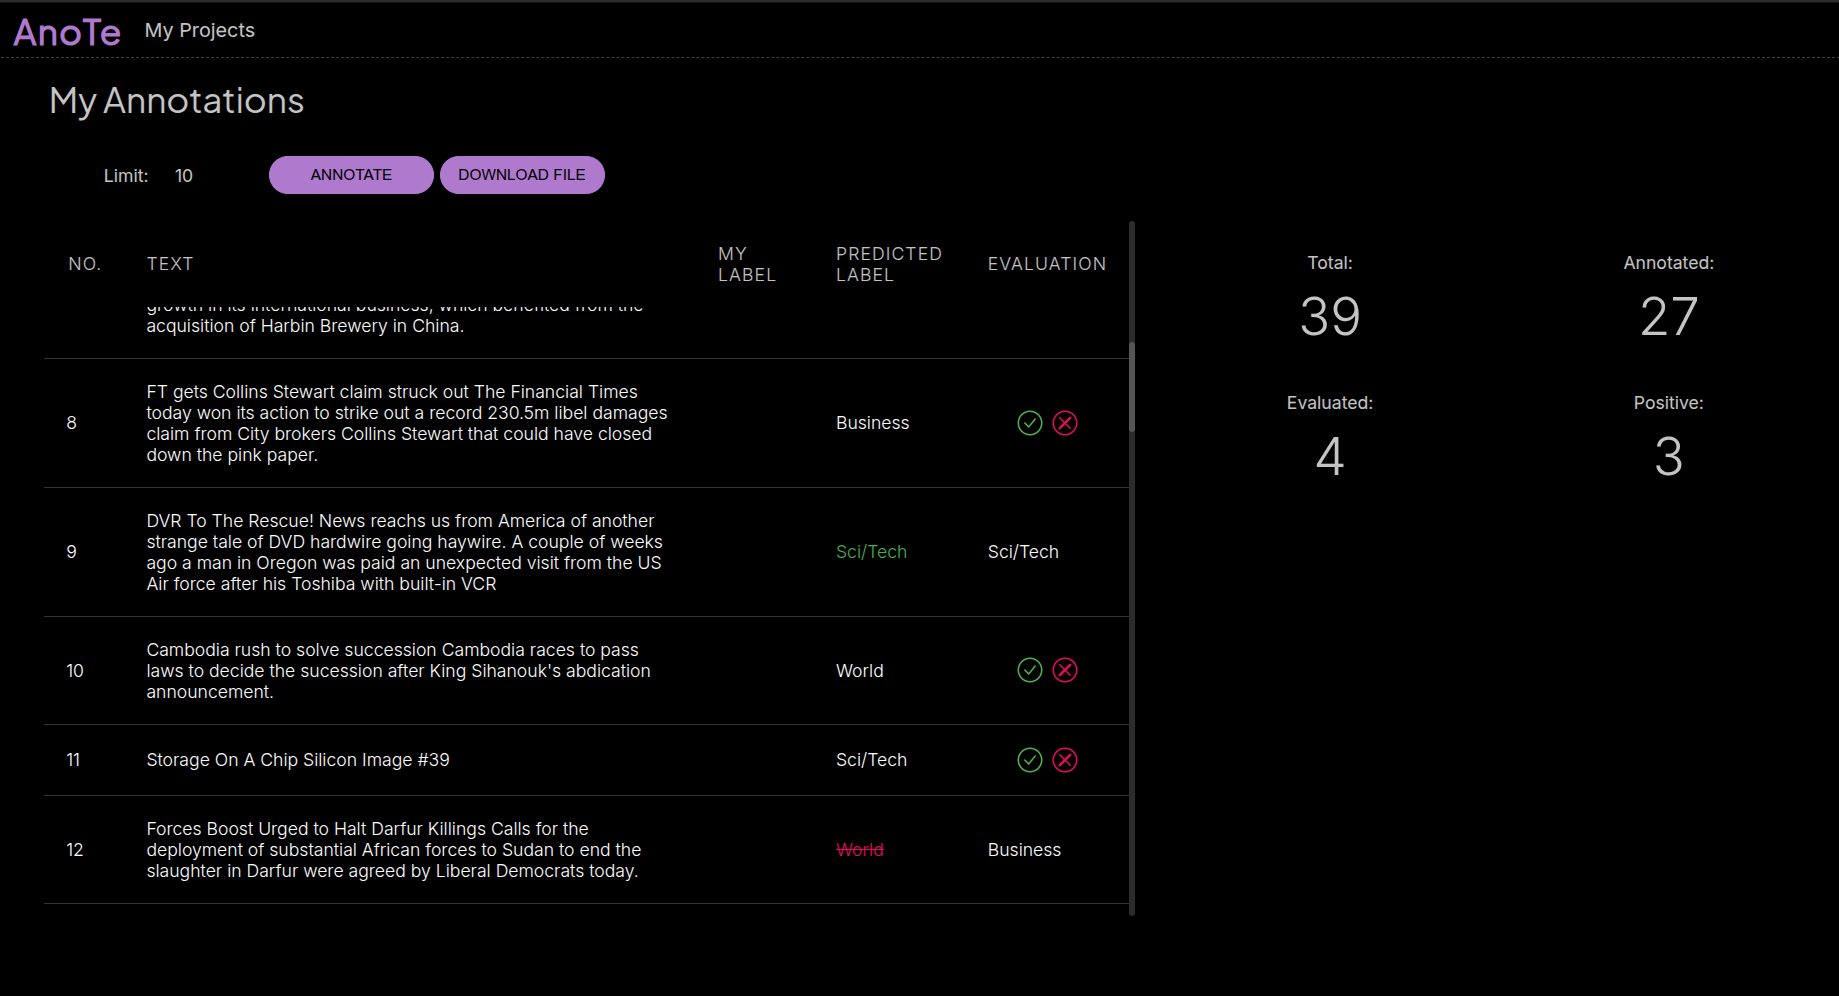 AnoTe
My Projects
My Annotations
Limit: 10
ANNOTATE
DOWNLOAD FILE
NO.
TEXT
MY
LABEL
PREDICTED
LABEL
EVALUATION
growth in its international business, which benefited from the
acquisition of Harbin Brewery in China.
8
FT gets Collins Stewart claim struck out The Financial Times
today won its action to strike out a record 230.5m libel damages
claim from City brokers Collins Stewart that could have closed
down the pink paper.
Business
9
DVR To The Rescue! News reachs us from America of another
strange tale of DVD hardwire going haywire. A couple of weeks
ago a man in Oregon was paid an unexpected visit from the US
Air force after his Toshiba with built-in VCR
Sci/Tech
Sci/Tech
10
Cambodia rush to solve succession Cambodia races to pass
laws to decide the sucession after King Sihanouk's abdication
announcement.
World
11
Storage On A Chip Silicon Image #39
Sci/Tech
12
Forces Boost Urged to Halt Darfur Killings Calls for the
deployment of substantial African forces to Sudan to end the
slaughter in Darfur were agreed by Liberal Democrats today.
World
Business
Total:
39
Annotated:
27
Evaluated:
4
Positive:
3